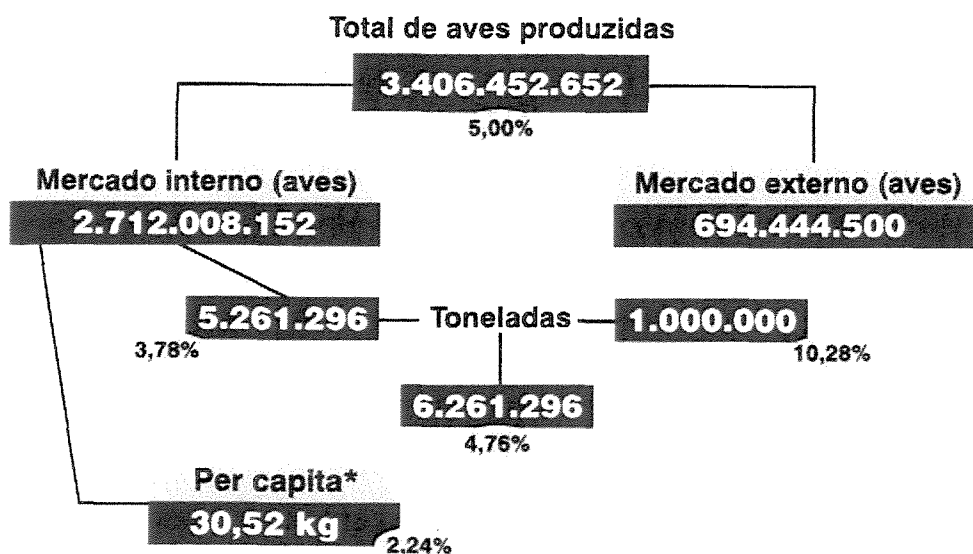 Total de aves produzidas
3.406.452.652
5,00%
Mercado interno (aves)
2.712.008.152
Mercado externo (aves)
694.444.500
5.261.296
Toneladas
1.000.000
3,78%
10,28%
6.261.296
4,76%
Per capita*
30,52 kg
2.24%